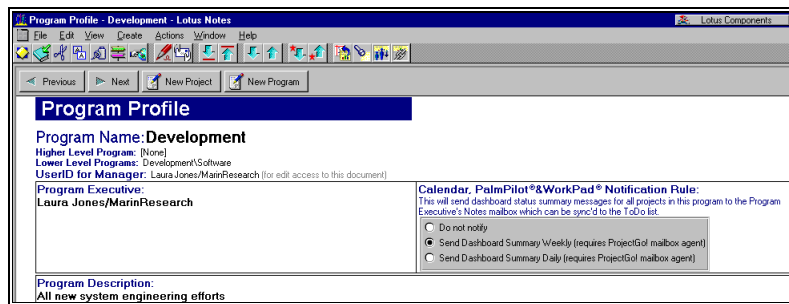 Program Profile - Development - Lotus Notes
Lotus Components
File Edit View Create Actions Window Help
Previous Next New Project New Program
Program Profile
Program Name: Development
Higher Level Program: [None]
Lower Level Programs: Development\Software
UserID for Manager: Laura Jones/MarinResearch (for edit access to this document)
Program Executive:
Laura Jones/MarinResearch
Calendar, PalmPilot®&WorkPad® Notification Rule:
This will send dashboard status summary messages for all projects in this program to the Program
Executive's Notes mailbox which can be sync'd to the ToDo list.
Do not notify
Send Dashboard Summary Weekly (requires ProjectGo! mailbox agent)
Send Dashboard Summary Daily (requires ProjectGo! mailbox agent)
Program Description:
All new system engineering efforts